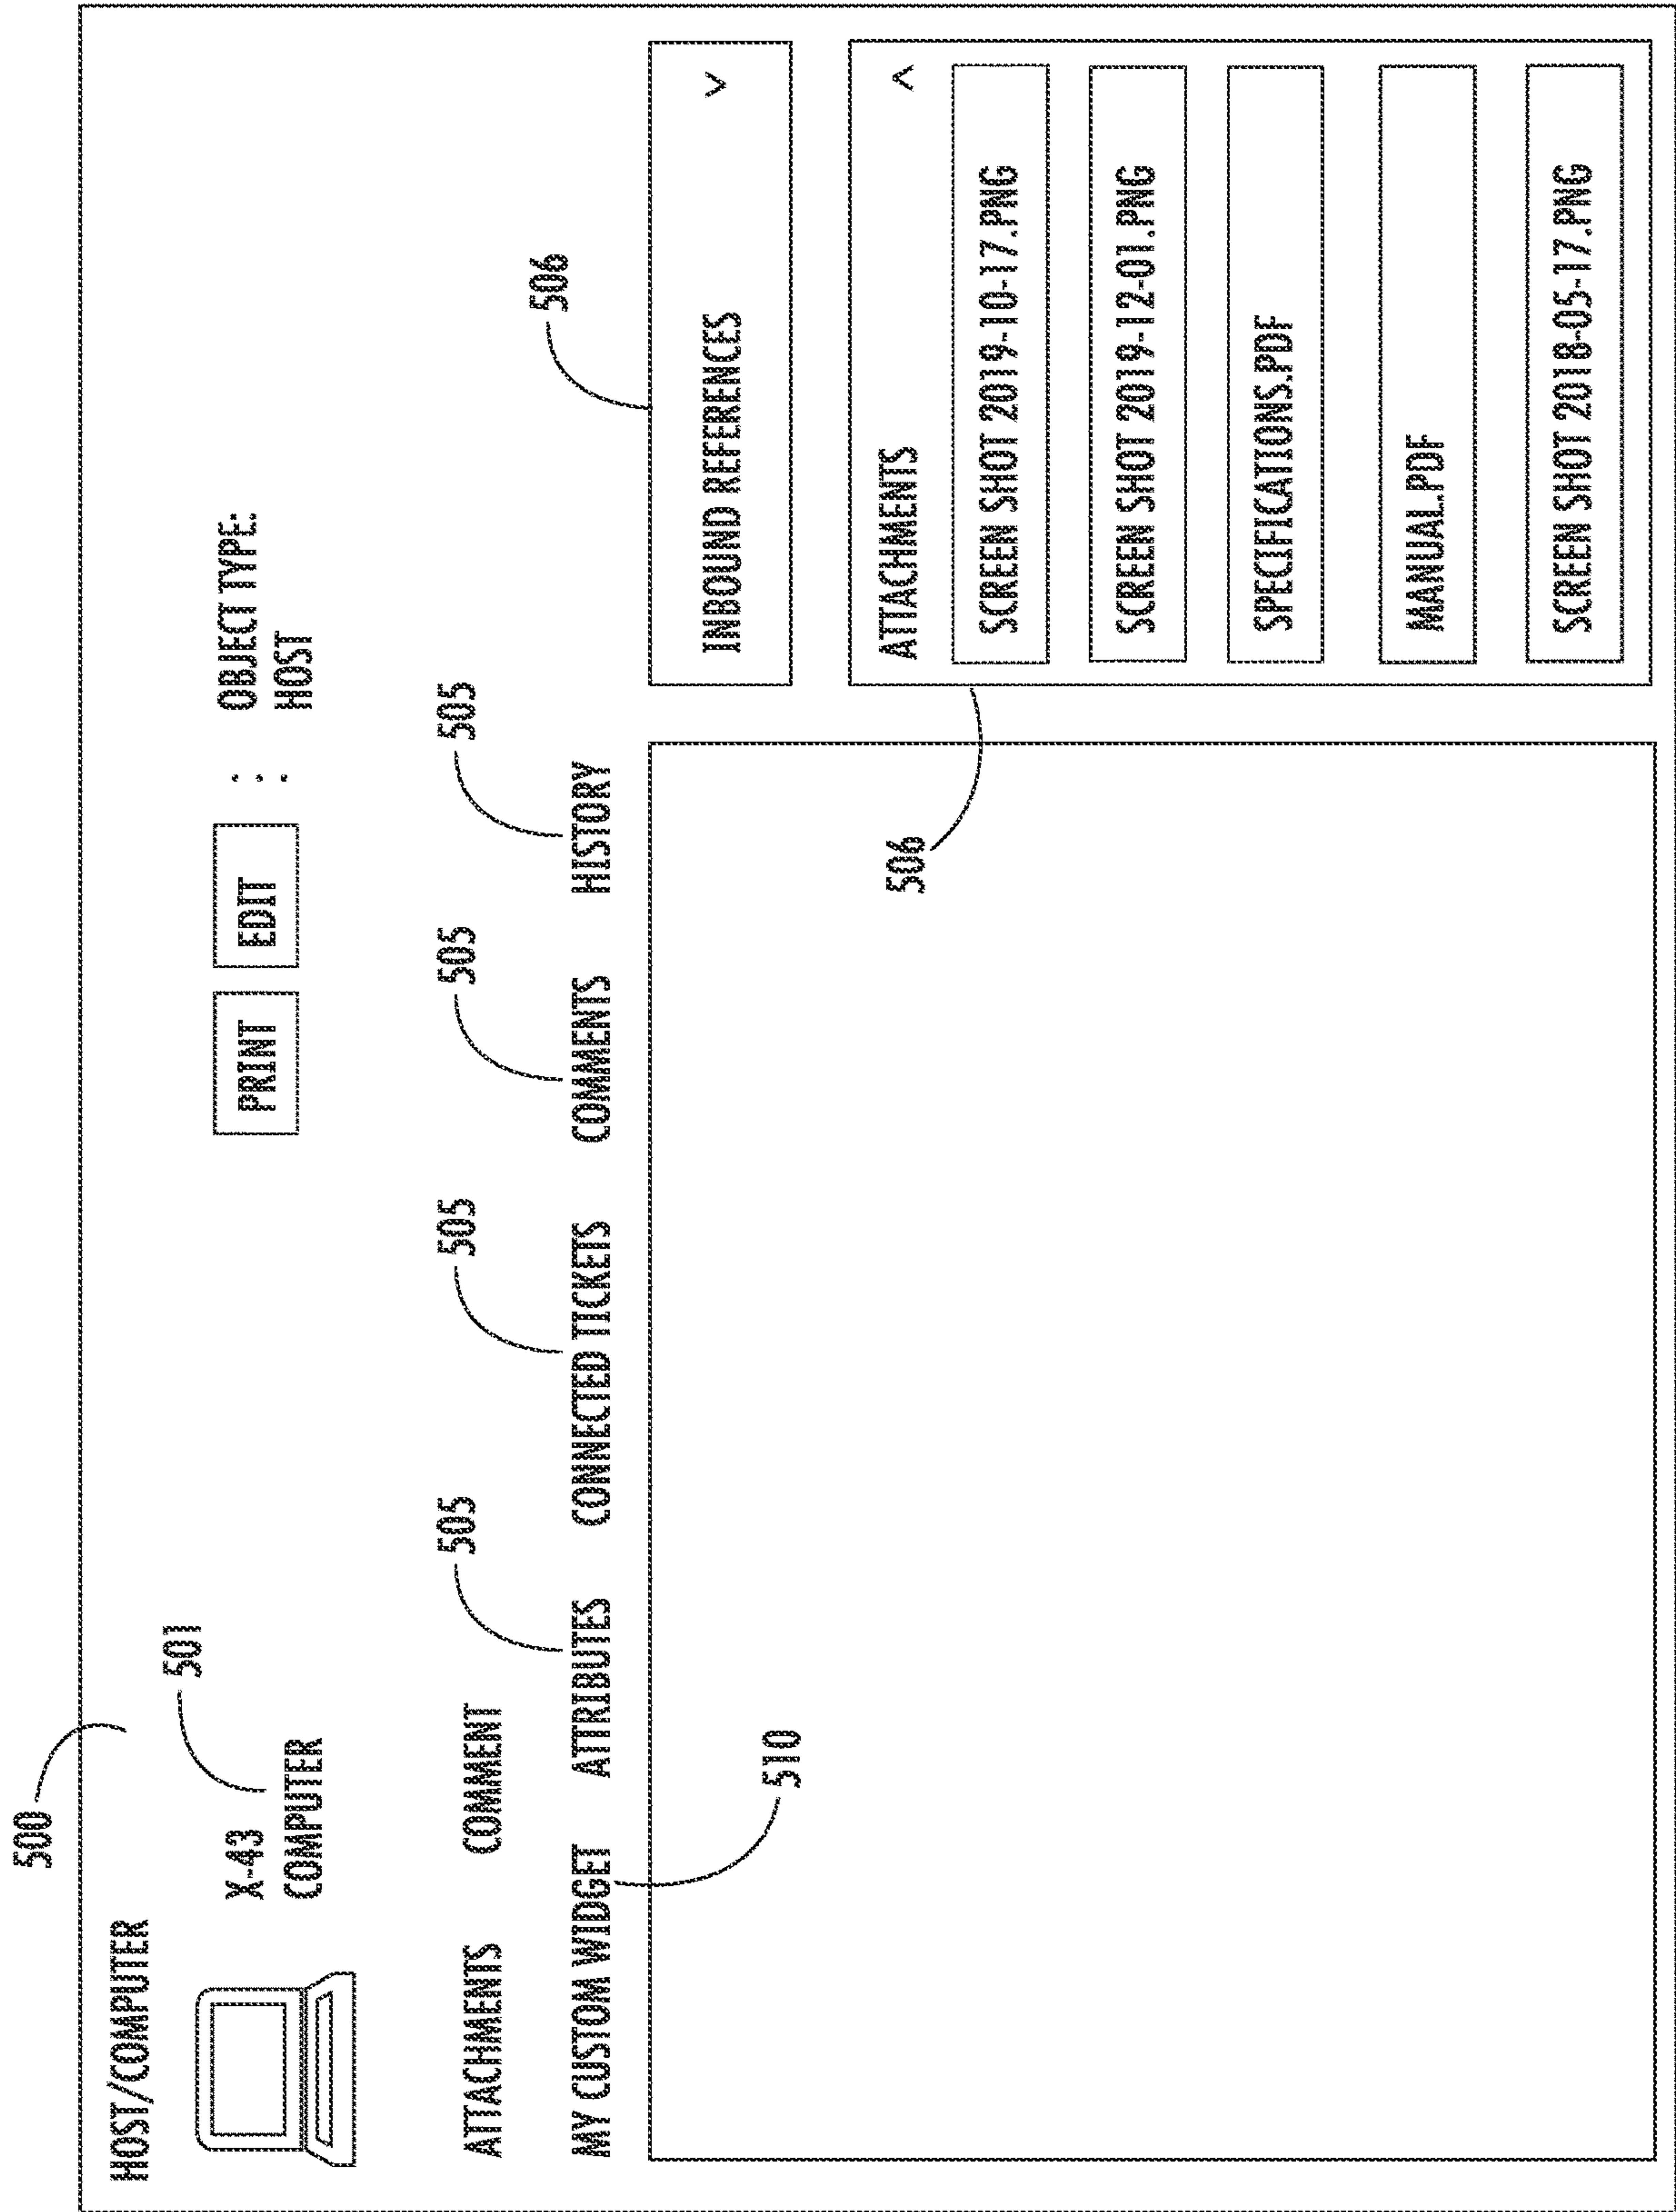 500
HOST/COMPUTER
501
X-43
COMPUTER
PRINT
EDIT
OBJECT TYPE:
HOST
ATTACHMENTS
COMMENT
505
505
505
505
506
MY CUSTOM WIDGET
ATTRIBUTES
CONNECTED TICKETS
COMMENTS
HISTORY
INBOUND REFERENCES
510
506
ATTACHMENTS
SCREEN SHOT 2019-10-17.PNG
SCREEN SHOT 2019-12-01.PNG
SPECIFICATIONS.PDF
MANUAL.PDF
SCREEN SHOT 2018-05-17.PNG